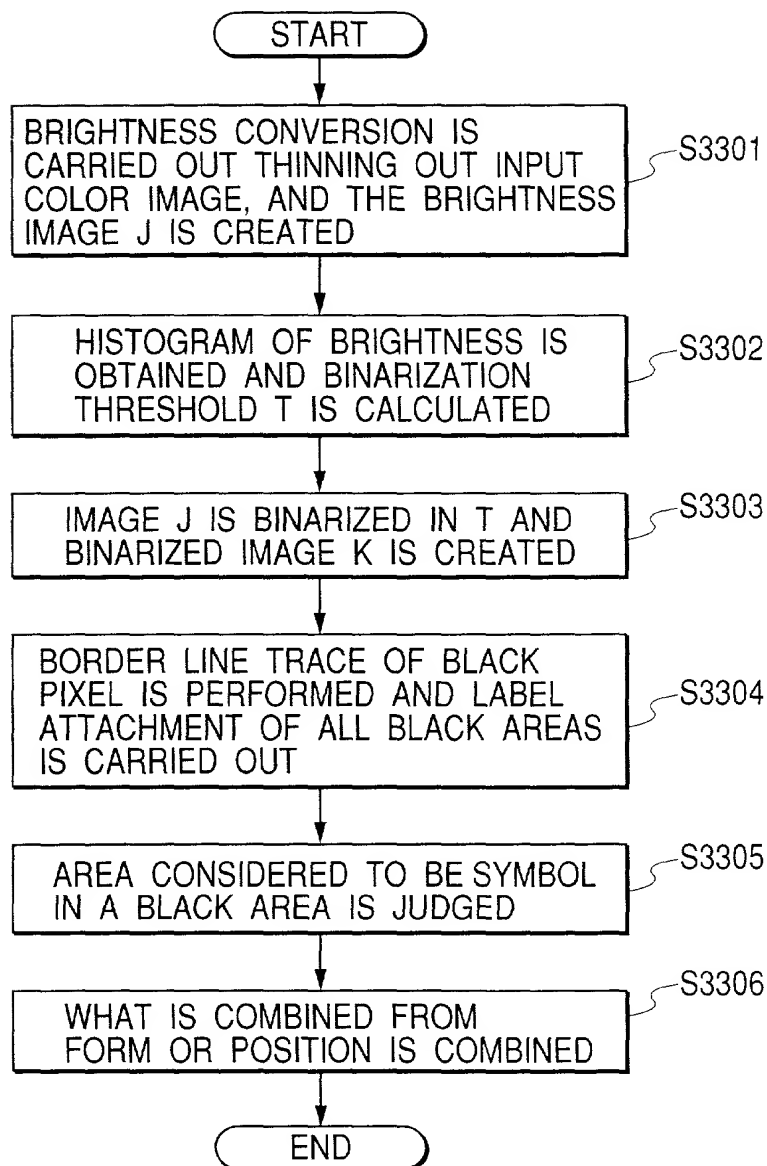 START
BRIGHTNESS CONVERSION IS
CARRIED OUT THINNING OUT INPUT
COLOR IMAGE, AND THE BRIGHTNESS
IMAGE J IS CREATED
S3301
HISTOGRAM OF BRIGHTNESS IS
OBTAINED AND BINARIZATION
THRESHOLD T IS CALCULATED
S3302
IMAGE J IS BINARIZED IN T AND
BINARIZED IMAGE K IS CREATED
S3303
BORDER LINE TRACE OF BLACK
PIXEL IS PERFORMED AND LABEL
ATTACHMENT OF ALL BLACK AREAS
IS CARRIED OUT
S3304
AREA CONSIDERED TO BE SYMBOL
IN A BLACK AREA IS JUDGED
S3305
WHAT IS COMBINED FROM
FORM OR POSITION IS COMBINED
S3306
END